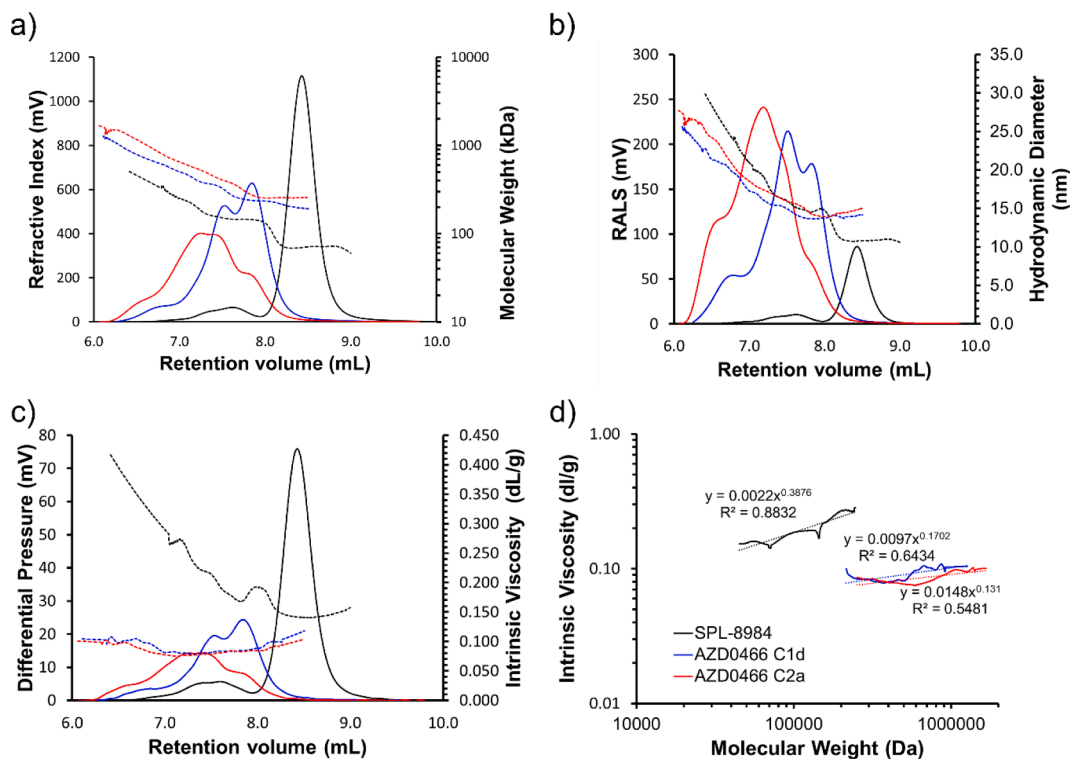 a)
1200
1000
800
600
400
200
0
Refractive Index (mV)
10000
1000
100
10
Molecular Weight (kDa)
6.0 7.0 8.0 9.0 10.0
Retention volume (mL)
b)
300
250
200
150
100
50
0
RALS (mV)
35.0
30.0
25.0
20.0
15.0
10.0
5.0
0.0
Hydrodynamic Diameter
(nm)
6.0 7.0 8.0 9.0 10.0
Retention volume (mL)
c)
80
70
60
50
40
30
20
10
0
Differential Pressure (mV)
0.450
0.400
0.350
0.300
0.250
0.200
0.150
0.100
0.050
0.000
Intrinsic Viscosity (dL/g)
6.0 7.0 8.0 9.0 10.0
Retention volume (mL)
d)
1.00
0.10
0.01
Intrinsic Viscosity (dl/g)
y = 0.0022x^0.3876
R² = 0.8832
y = 0.0097x^0.1702
R² = 0.6434
y = 0.0148x^0.131
R² = 0.5481
SPL-8984
AZD0466 C1d
AZD0466 C2a
10000 100000 1000000
Molecular Weight (Da)